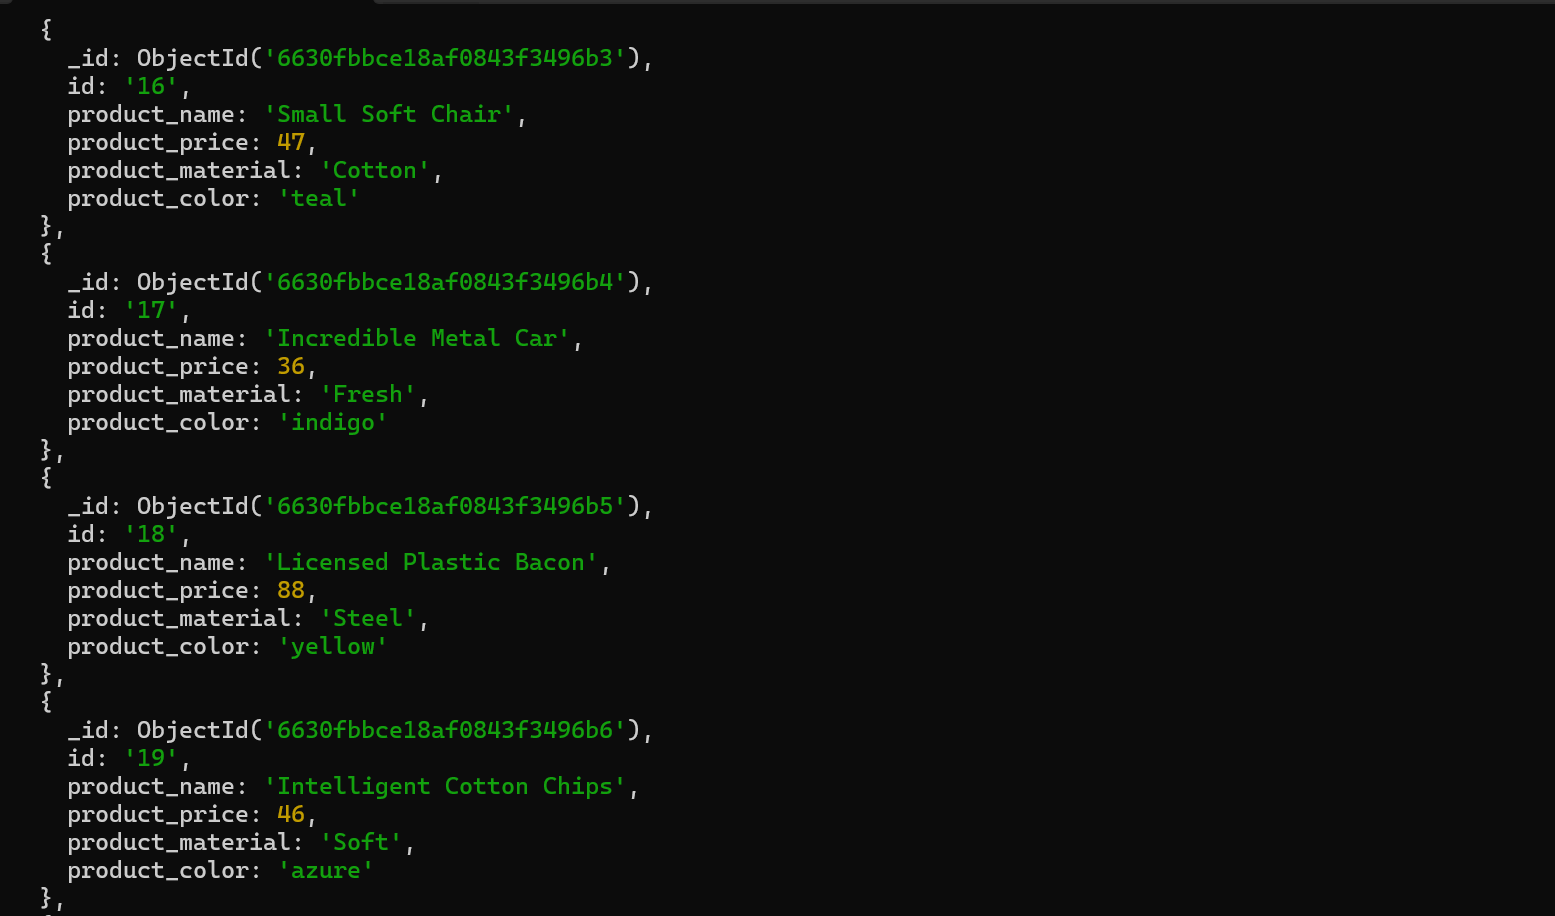 {
_id: ObjectId('6630fbbce18af0843f3496b3'),
id: '16',
product_name: 'Small Soft Chair',
product_price: 47,
product_material: 'Cotton',
product_color: 'teal'
},
{
_id: ObjectId('6630fbbce18af0843f3496b4'),
id: '17',
product_name: 'Incredible Metal Car',
product_price: 36,
product_material: 'Fresh',
product_color: 'indigo'
},
{
_id: ObjectId('6630fbbce18af0843f3496b5'),
id: '18',
product_name: 'Licensed Plastic Bacon',
product_price: 88,
product_material: 'Steel',
product_color: 'yellow'
},
{
_id: ObjectId('6630fbbce18af0843f3496b6'),
id: '19',
product_name: 'Intelligent Cotton Chips',
product_price: 46,
product_material: 'Soft',
product_color: 'azure'
},